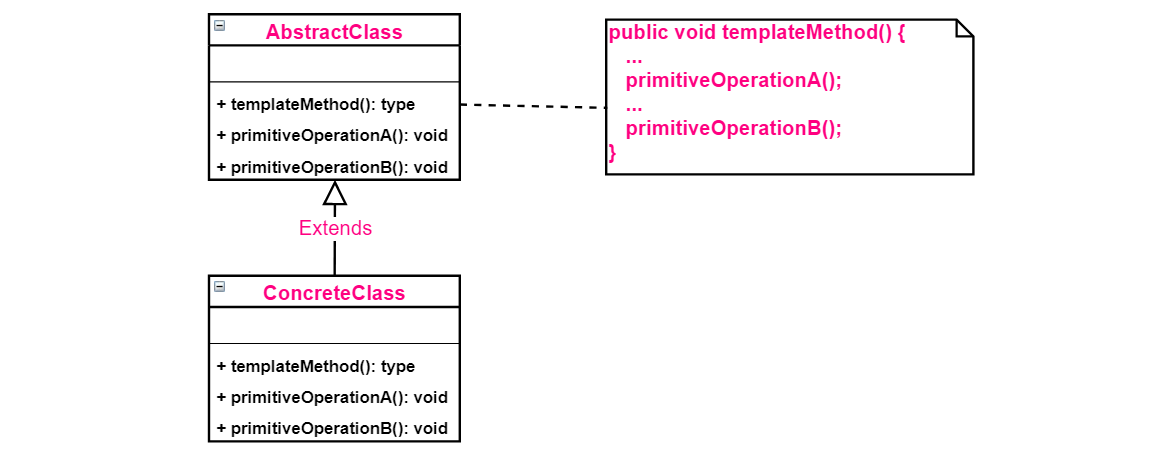 AbstractClass
+ templateMethod(): type
+ primitiveOperationA(): void
+ primitiveOperationB(): void
public void templateMethod() {
...
primitiveOperationA();
...
primitiveOperationB();
}
Extends
ConcreteClass
+ templateMethod(): type
+ primitiveOperationA(): void
+ primitiveOperationB(): void